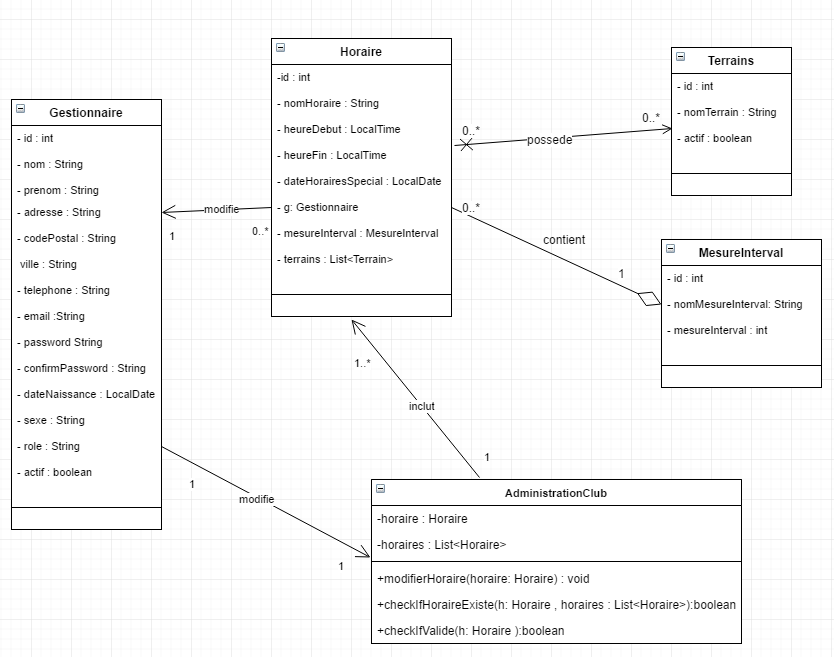 Horaire
-id : int
- nomHoraire : String
- heureDebut : LocalTime
- heureFin : LocalTime
- dateHorairesSpecial : LocalDate
- g: Gestionnaire
- mesureInterval : MesureInterval
- terrains : List<Terrain>
Terrains
- id : int
- nomTerrain : String
- actif : boolean
0..*
possede
0..*
Gestionnaire
- id : int
- nom : String
- prenom : String
- adresse : String
- codePostal : String
ville : String
- telephone : String
- email :String
- password String
- confirmPassword : String
- dateNaissance : LocalDate
- sexe : String
- role : String
- actif : boolean
modifie
1
0..*
0..*
contient
1
MesureInterval
- id : int
- nomMesureInterval: String
- mesureInterval : int
1..*
inclut
1
1
modifie
1
AdministrationClub
-horaire : Horaire
-horaires : List<Horaire>
+modifierHoraire(horaire: Horaire) : void
+checkIfHoraireExiste(h: Horaire , horaires : List<Horaire>):boolean
+checkIfValide(h: Horaire ):boolean